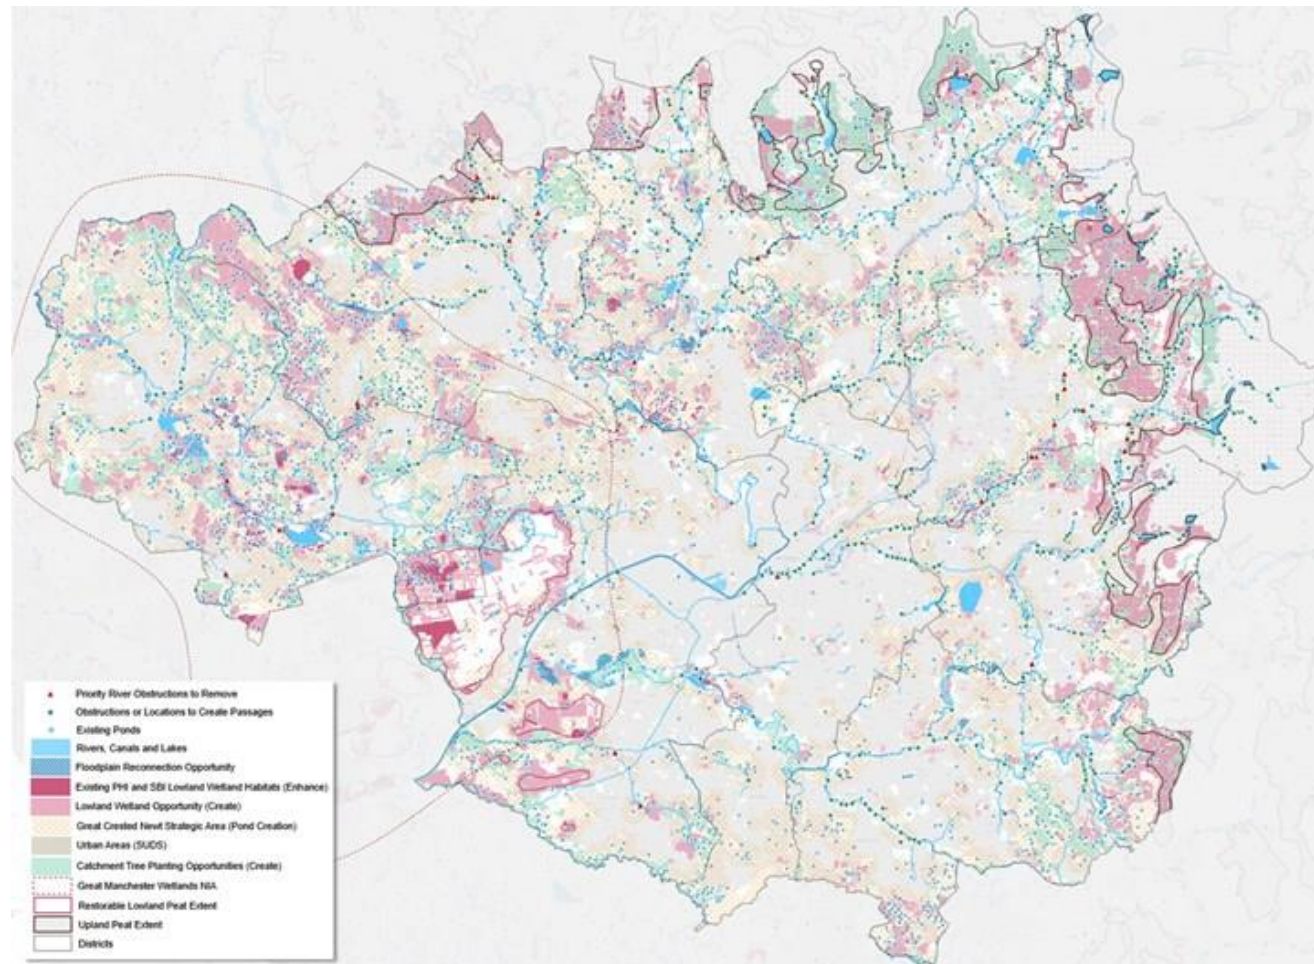 Priority River Obstructions to Remove
Obstructions or Locations to Create Passages
Existing Ponds
Rivers, Canals and Lakes
Floodplain Reconnection Opportunity
Existing PHI and SBI Lowland Wetland Habitats (Enhance)
Lowland Wetland Opportunity (Create)
Great Crested Newt Strategic Area (Pond Creation)
Urban Areas (SUDS)
Catchment Tree Planting Opportunities (Create)
Great Manchester Wetlands NIA
Restorable Lowland Peat Extent
Upland Peat Extent
Districts